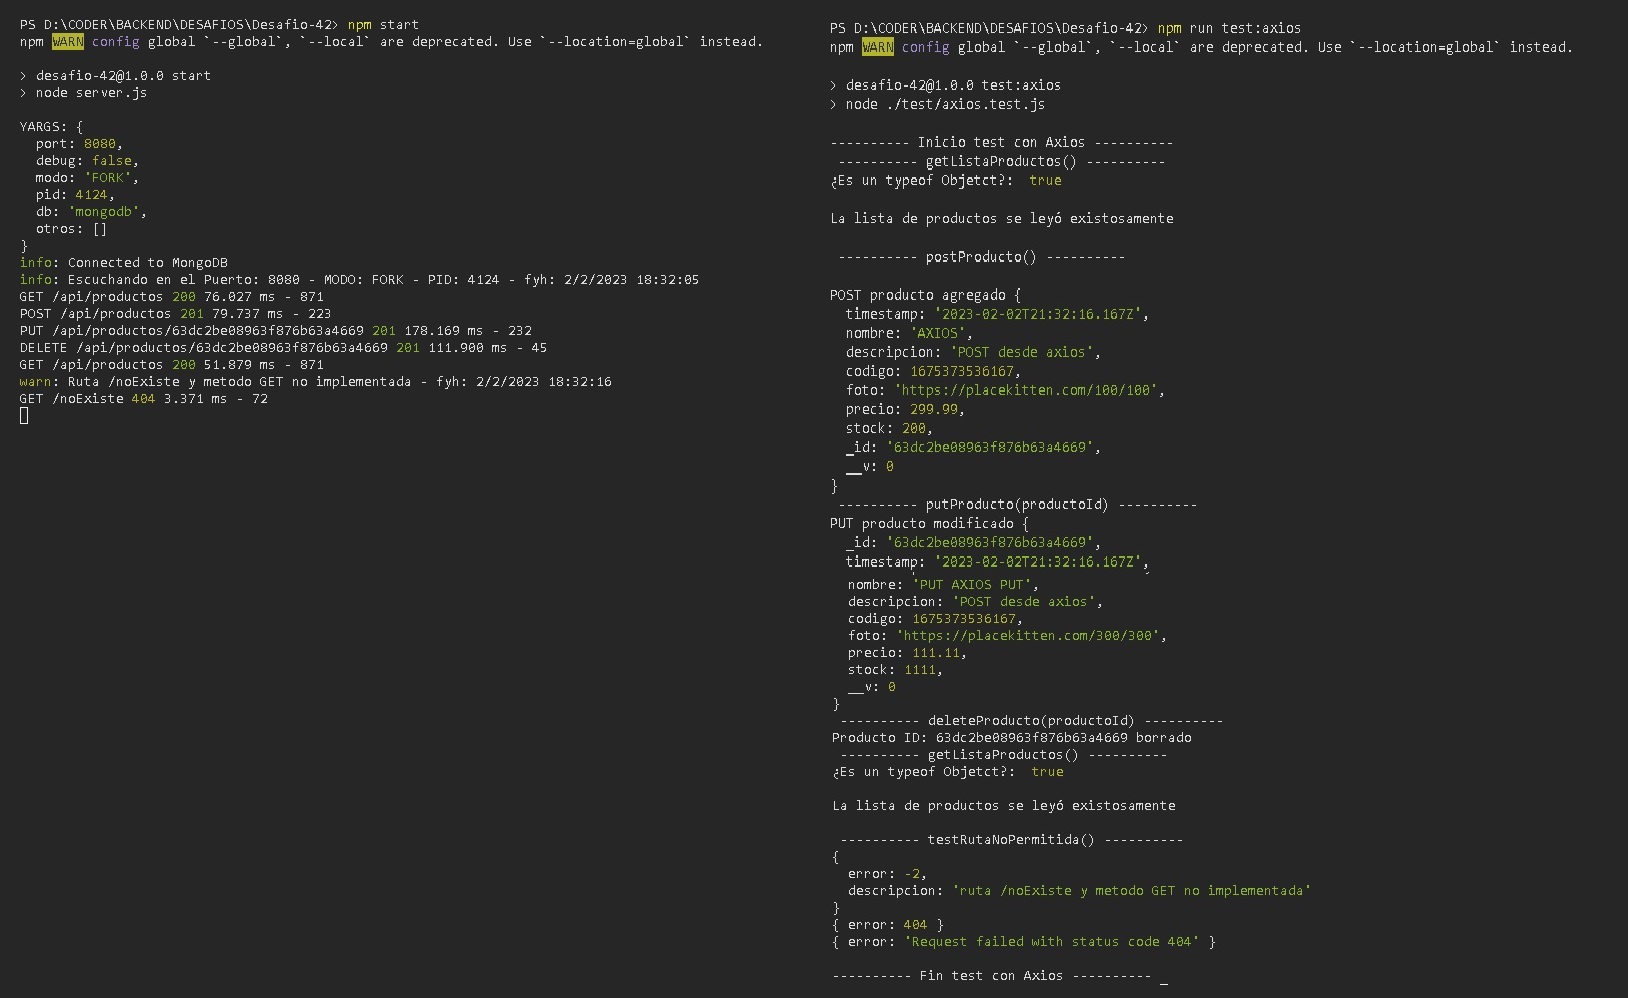 PS D:\CODER\BACKEND\DESAFIOS\Desafio-42> npm start
npm WARN config global `--global`, `--local` are deprecated. Use `--location=global` instead.
> desafio-42@1.0.0 start
> node server.js
YARGS: {
  port: 8080,
  debug: false,
  modo: 'FORK',
  pid: 4124,
  db: 'mongodb',
  otros: []
}
info: Connected to MongoDB
info: Escuchando en el Puerto: 8080 - MODO: FORK - PID: 4124 - fyh: 2/2/2023 18:32:05
GET /api/productos 200 76.027 ms - 871
POST /api/productos 201 79.737 ms - 223
PUT /api/productos/63dc2be08963f876b63a4669 201 178.169 ms - 232
DELETE /api/productos/63dc2be08963f876b63a4669 201 111.900 ms - 45
GET /api/productos 200 51.879 ms - 871
warn: Ruta /noExiste y metodo GET no implementada - fyh: 2/2/2023 18:32:16
GET /noExiste 404 3.371 ms - 72
PS D:\CODER\BACKEND\DESAFIOS\Desafio-42> npm run test:axios
npm WARN config global `--global`, `--local` are deprecated. Use `--location=global` instead.
> desafio-42@1.0.0 test:axios
> node ./test/axios.test.js
---------- Inicio test con Axios ----------
 ---------- getListaProductos() ----------
¿Es un typeof Objetct?:  true
La lista de productos se leyó existosamente
 ---------- postProducto() ----------
POST producto agregado {
  timestamp: '2023-02-02T21:32:16.167Z',
  nombre: 'AXIOS',
  descripcion: 'POST desde axios',
  codigo: 1675373536167,
  foto: 'https://placekitten.com/100/100',
  precio: 299.99,
  stock: 200,
  _id: '63dc2be08963f876b63a4669',
  __v: 0
}
 ---------- putProducto(productoId) ----------
PUT producto modificado {
  _id: '63dc2be08963f876b63a4669',
  timestamp: '2023-02-02T21:32:16.167Z',
  nombre: 'PUT AXIOS PUT',
  descripcion: 'POST desde axios',
  codigo: 1675373536167,
  foto: 'https://placekitten.com/300/300',
  precio: 111.11,
  stock: 1111,
  __v: 0
}
 ---------- deleteProducto(productoId) ----------
Producto ID: 63dc2be08963f876b63a4669 borrado
 ---------- getListaProductos() ----------
¿Es un typeof Objetct?:  true
La lista de productos se leyó existosamente
 ---------- testRutaNoPermitida() ----------
{
  error: -2,
  descripcion: 'ruta /noExiste y metodo GET no implementada'
}
{ error: 404 }
{ error: 'Request failed with status code 404' }
---------- Fin test con Axios ---------- _